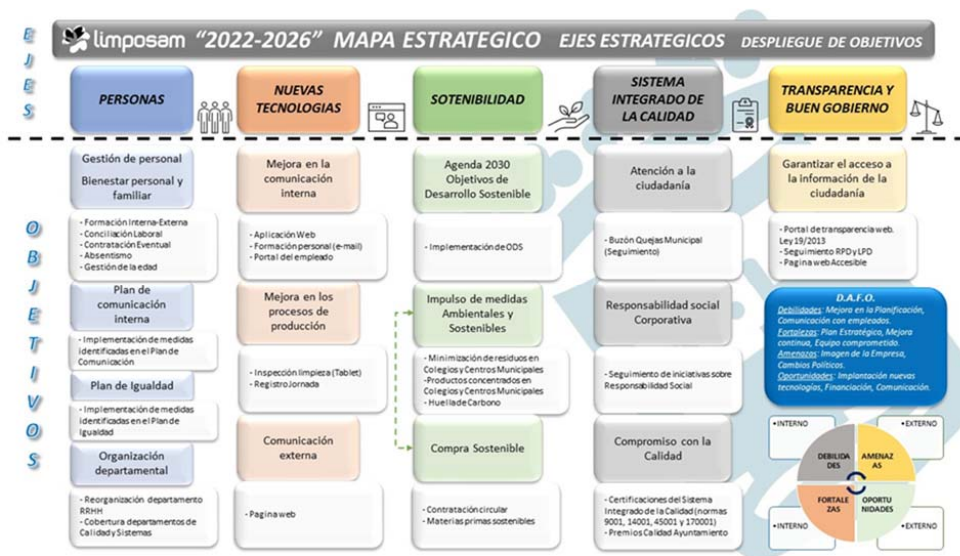 EJES
limposam "2022-2026" MAPA ESTRATEGICO EJES ESTRATEGICOS DESPLIEGUE DE OBJETIVOS
PERSONAS
NUEVAS
TECNOLOGIAS
SOTENIBILIDAD
SISTEMA
INTEGRADO DE
LA CALIDAD
TRANSPARENCIA Y
BUEN GOBIERNO
OBJETIVOS
Gestión de personal
Bienestar personal y
familiar
- Formación Interna-Externa
- Conciliación Laboral
- Contratación Eventual
- Absentismo
- Gestión de la edad
Plan de
comunicación
interna
- Implementación de medidas
identificadas en el Plan de
Comunicación
Plan de Igualdad
- Implementación de medidas
identificadas en el Plan de
Igualdad
Organización
departamental
- Reorganización departamento
RRHH
- Cobertura departamentos de
Calidad y Sistemas
Mejora en la
comunicación
interna
- Aplicación Web
- Formación personal (e-mail)
- Portal del empleado
Mejora en los
procesos de
producción
- Inspección limpieza (Tablet)
- Registro Jornada
Comunicación
externa
- Pagina web
Agenda 2030
Objetivos de
Desarrollo Sostenible
- Implementación de ODS
Impulso de medidas
Ambientales y
Sostenibles
- Minimización de residuos en
Colegios y Centros Municipales
- Productos concentrados en
Colegios y Centros Municipales
- Huella de Carbono
Compra Sostenible
- Contratación circular
- Materias primas sostenibles
Atención a la
ciudadanía
- Buzón Quejas Municipal
(Seguimiento)
Responsabilidad social
Corporativa
- Seguimiento de iniciativas sobre
Responsabilidad Social
Compromiso con la
Calidad
- Certificaciones del Sistema
Integrado de la Calidad (normas
9001, 14001, 45001 y 170001)
- Premios Calidad Ayuntamiento
Garantizar el acceso
a la información de la
ciudadanía
- Portal de transparencia web.
Ley 19/2013
- Seguimiento RPD y LPD
- Pagina web Accesible
D.A.F.O.
Debilidades: Mejora en la Planificación,
Comunicación con empleados.
Fortalezas: Plan Estratégico, Mejora
continua, Equipo comprometido.
Amenazas: Imagen de la Empresa,
Cambios Políticos.
Oportunidades: Implantación nuevas
tecnologías, Financiación, Comunicación.
• INTERNO
• EXTERNO
DEBILIDA
DES
AMENAZ
AS
FORTALE
ZAS
OPORTU
NIDADES
• INTERNO
• EXTERNO